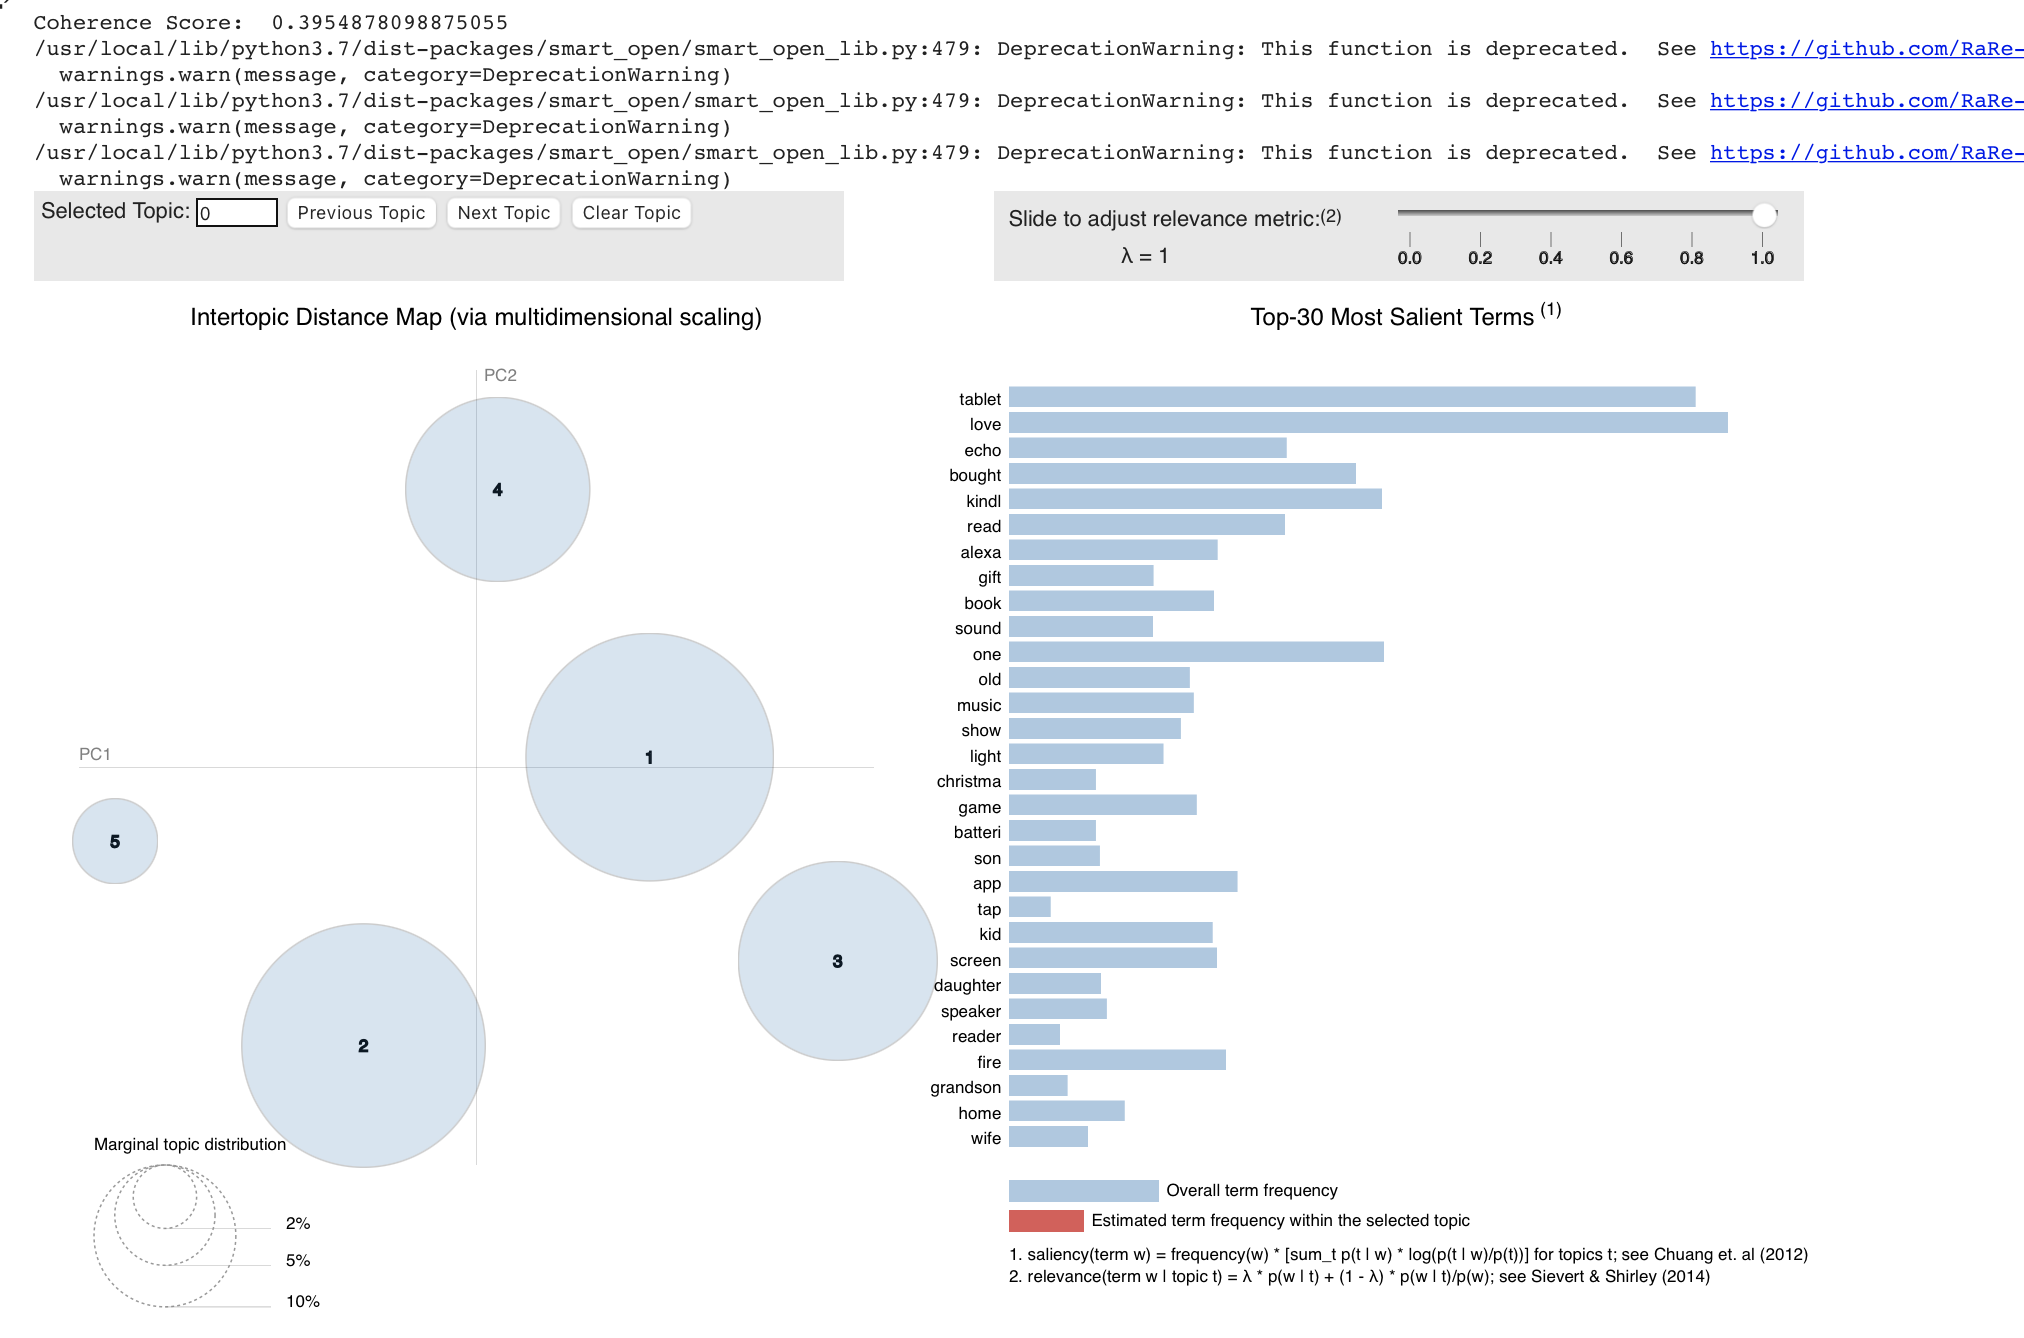 Coherence Score:  0.3954878098875055
/usr/local/lib/python3.7/dist-packages/smart_open/smart_open_lib.py:479: DeprecationWarning: This function is deprecated.  See https://github.com/RaRe-
  warnings.warn(message, category=DeprecationWarning)
/usr/local/lib/python3.7/dist-packages/smart_open/smart_open_lib.py:479: DeprecationWarning: This function is deprecated.  See https://github.com/RaRe-
  warnings.warn(message, category=DeprecationWarning)
/usr/local/lib/python3.7/dist-packages/smart_open/smart_open_lib.py:479: DeprecationWarning: This function is deprecated.  See https://github.com/RaRe-
  warnings.warn(message, category=DeprecationWarning)
Selected Topic: 0 Previous Topic Next Topic Clear Topic
Slide to adjust relevance metric:(2)
λ = 1
0.0 0.2 0.4 0.6 0.8 1.0
Intertopic Distance Map (via multidimensional scaling)
PC2
4
1
PC1
5
3
2
Marginal topic distribution
2%
5%
10%
Top-30 Most Salient Terms (1)
tablet
love
echo
bought
kindl
read
alexa
gift
book
sound
one
old
music
show
light
christma
game
batteri
son
app
tap
kid
screen
daughter
speaker
reader
fire
grandson
home
wife
Overall term frequency
Estimated term frequency within the selected topic
1. saliency(term w) = frequency(w) * [sum_t p(t | w) * log(p(t | w)/p(t))] for topics t; see Chuang et. al (2012)
2. relevance(term w | topic t) = λ * p(w | t) + (1 - λ) * p(w | t)/p(w); see Sievert & Shirley (2014)